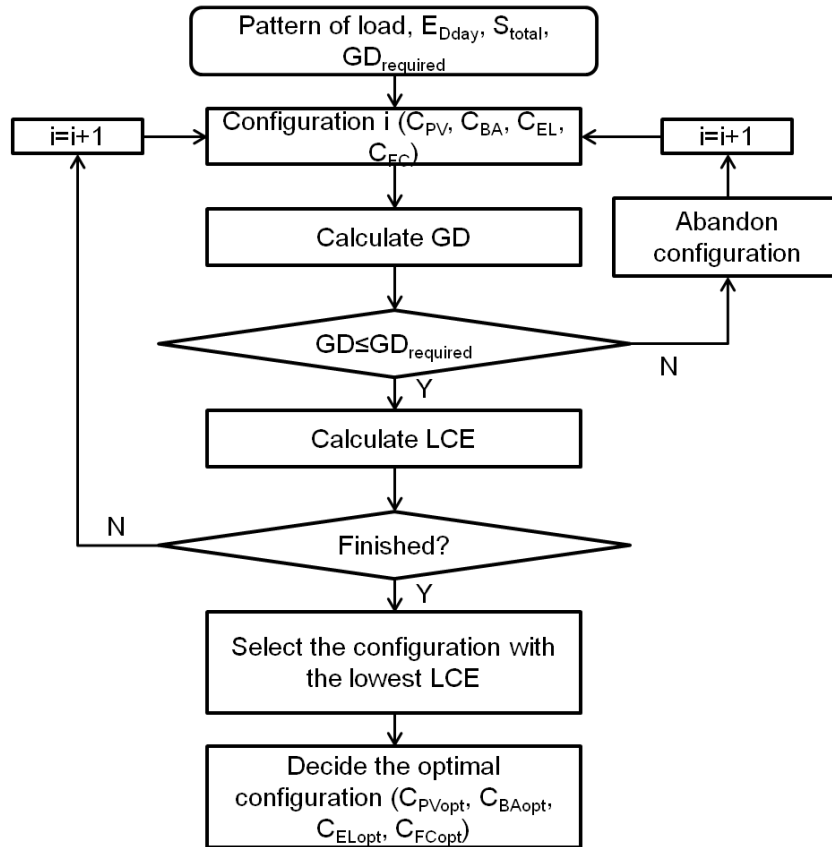 Pattern of load, E_Dday, S_total,
GD_required
Configuration i (C_PV, C_BA, C_EL,
C_FC)
i=i+1
i=i+1
Calculate GD
Abandon
configuration
GD≤GD_required
N
Y
Calculate LCE
N
Finished?
Y
Select the configuration with
the lowest LCE
Decide the optimal
configuration (C_PVopt, C_BAopt,
C_ELopt, C_FCopt)